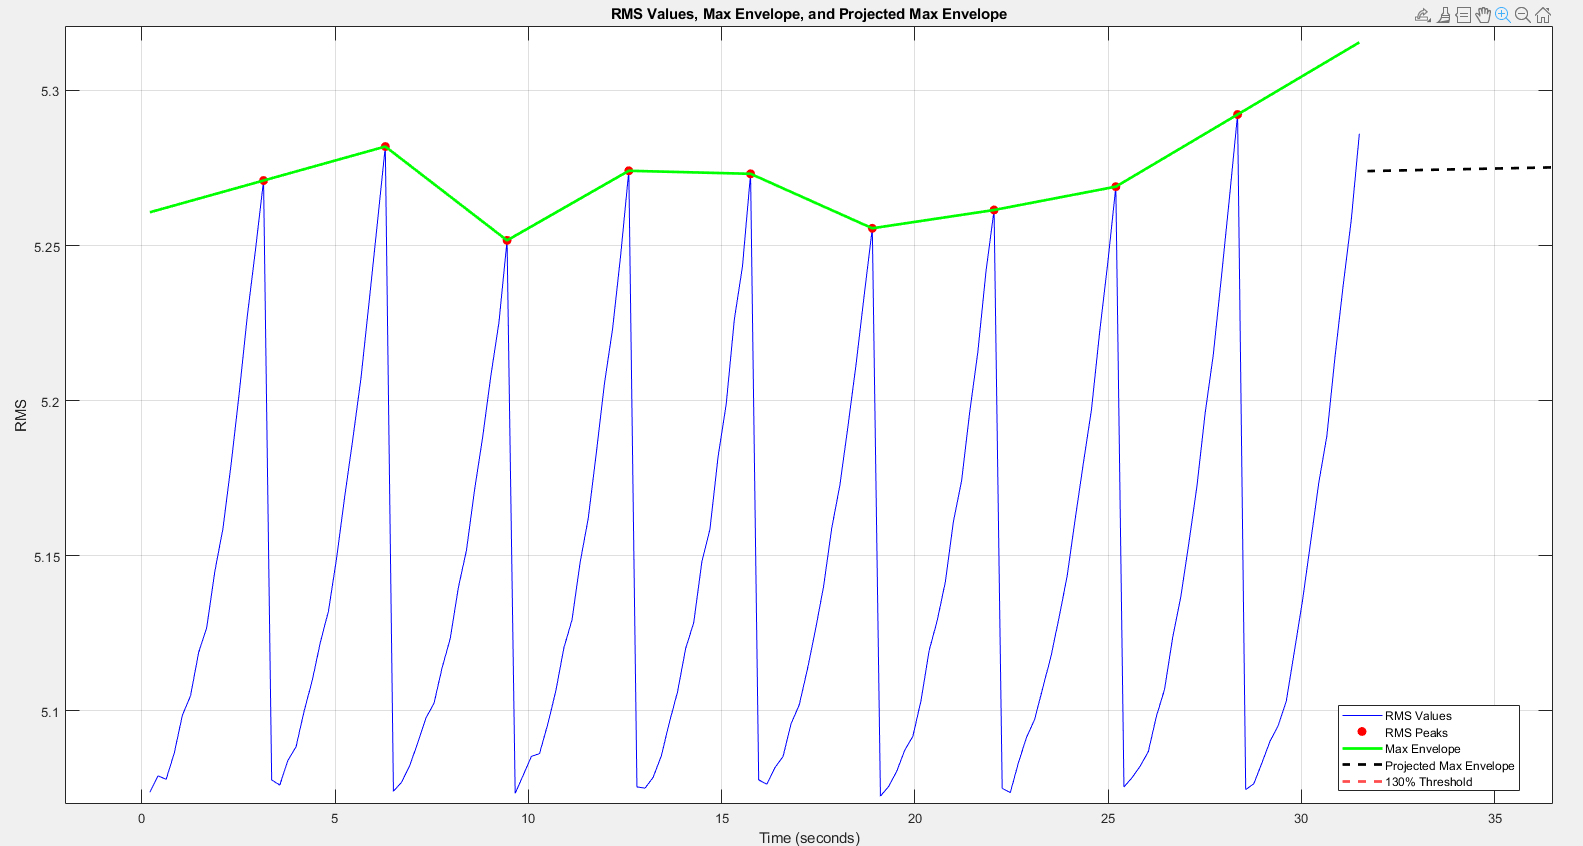 RMS Values, Max Envelope, and Projected Max Envelope
5.3
5.25
5.2
5.15
5.1
RMS
0
5
10
15
20
25
30
35
Time (seconds)
RMS Values
RMS Peaks
Max Envelope
Projected Max Envelope
130% Threshold